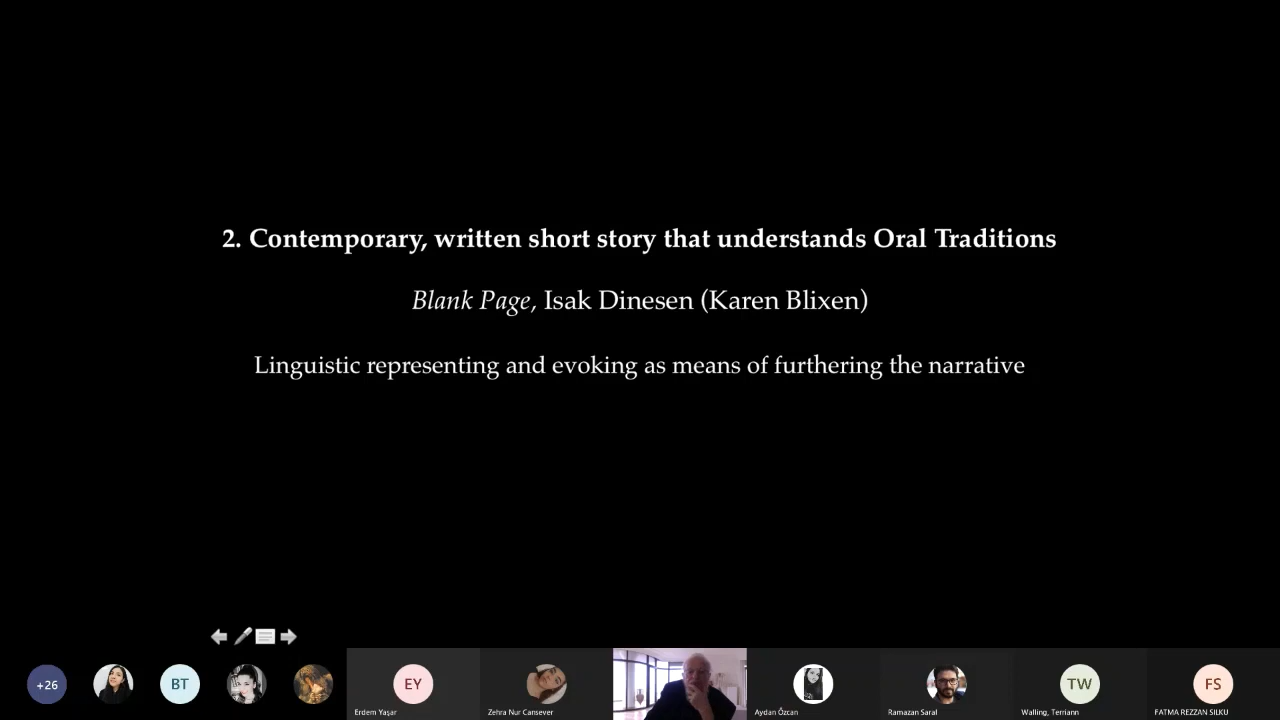 2. Contemporary, written short story that understands Oral Traditions
Blank Page, Isak Dinesen (Karen Blixen)
Linguistic representing and evoking as means of furthering the narrative
+26
BT
EY
TW
FS
Erdem Yaşar
Zehra Nur Cansever
Aydan Özcan
Ramazan Saral
Walling, Terriann
FATMA REZZAN SILKU